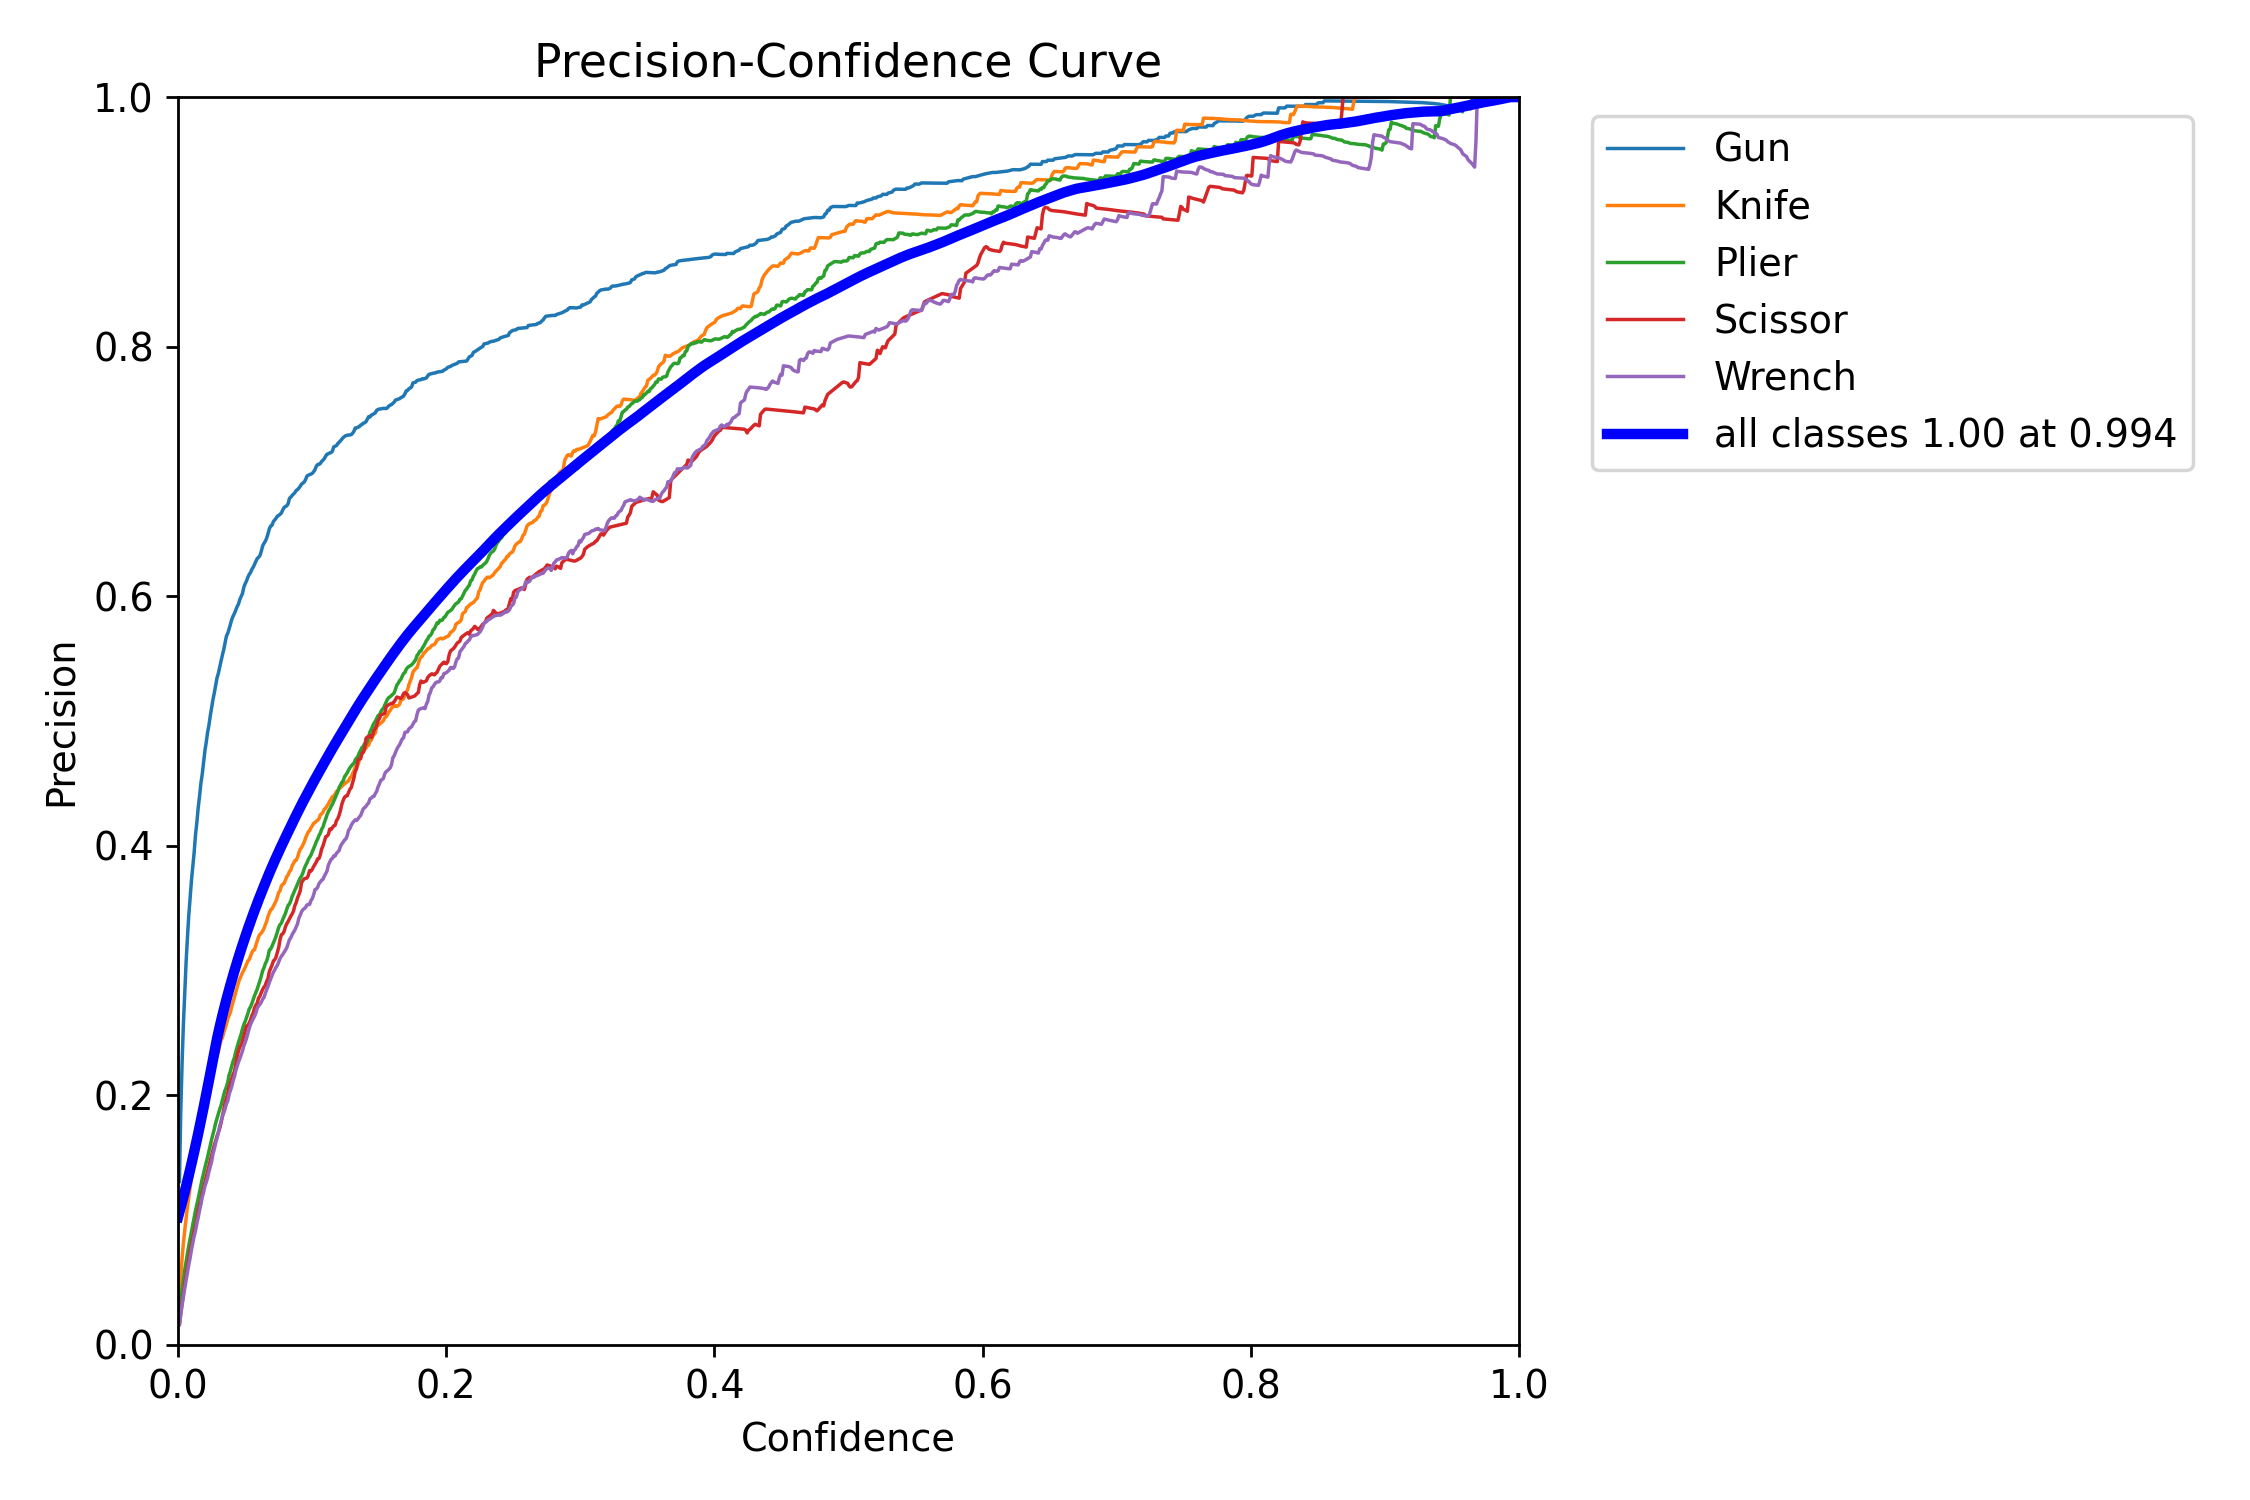 Precision-Confidence Curve
1.0
0.8
0.6
0.4
0.2
0.0
Precision
0.0 0.2 0.4 0.6 0.8 1.0
Confidence
Gun
Knife
Plier
Scissor
Wrench
all classes 1.00 at 0.994